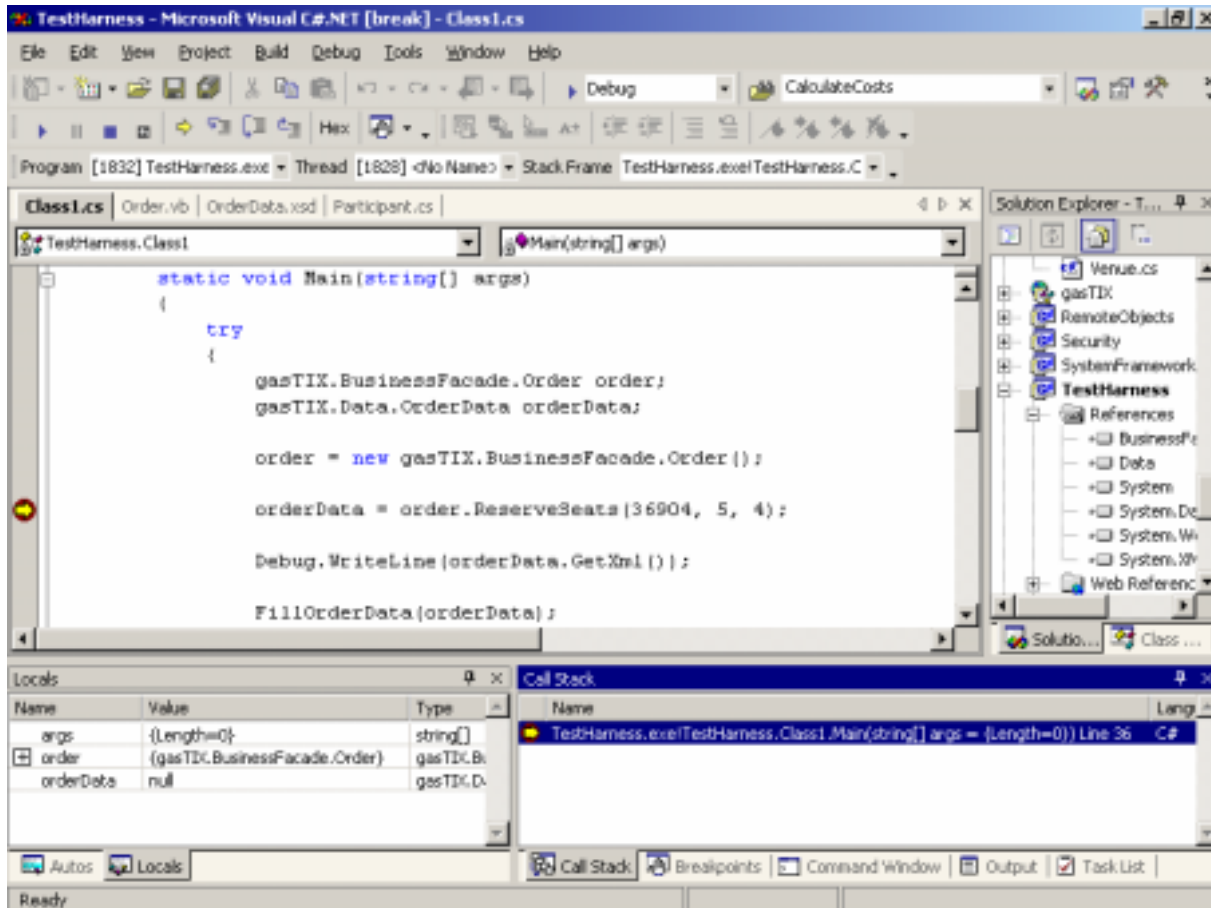 TestHarness - Microsoft Visual C#.NET [break] - Class1.cs
File Edit View Project Build Debug Tools Window Help
Debug CalculateCosts
Hex
Program [1832] TestHarness.exe Thread [1828] <No Name> Stack Frame TestHarness.exe!TestHarness.C
Class1.cs Order.vb OrderData.xsd Participant.cs
TestHarness.Class1 Main(string[] args)
static void Main(string[] args)
{
try
{
gasTIX.BusinessFacade.Order order;
gasTIX.Data.OrderData orderData;
order = new gasTIX.BusinessFacade.Order();
orderData = order.ReserveSeats(36904, 5, 4);
Debug.WriteLine(orderData.GetXml());
FillOrderData(orderData);
Solution Explorer - T...
Venue.cs
gasTIX
RemoteObjects
Security
SystemFramework
TestHarness
References
BusinessFa
Data
System
System.Da
System.We
System.XM
Web Referenc
Solutio... Class ...
Locals
Name Value Type
args {Length=0} string[]
order {gasTIX.BusinessFacade.Order} gasTIX.Bu
orderData null gasTIX.D
Autos Locals
Call Stack
Name Langu
TestHarness.exe!TestHarness.Class1.Main(string[] args = {Length=0}) Line 36 C#
Call Stack Breakpoints Command Window Output Task List
Ready